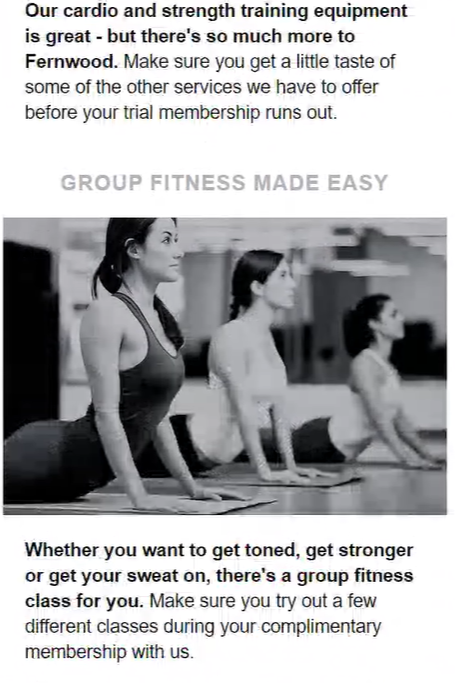 Our cardio and strength training equipment
is great - but there's so much more to
Fernwood. Make sure you get a little taste of
some of the other services we have to offer
before your trial membership runs out.
GROUP FITNESS MADE EASY
Whether you want to get toned, get stronger
or get your sweat on, there's a group fitness
class for you. Make sure you try out a few
different classes during your complimentary
membership with us.